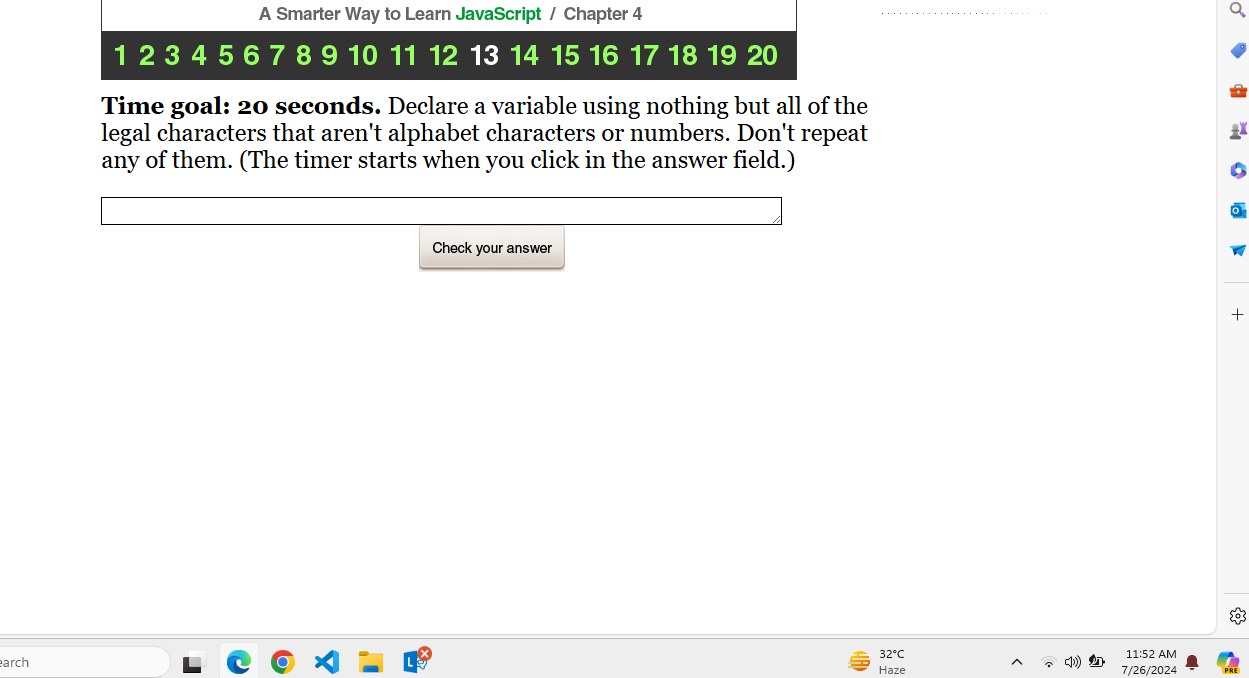 A Smarter Way to Learn JavaScript / Chapter 4
1 2 3 4 5 6 7 8 9 10 11 12 13 14 15 16 17 18 19 20
Time goal: 20 seconds. Declare a variable using nothing but all of the
legal characters that aren't alphabet characters or numbers. Don't repeat
any of them. (The timer starts when you click in the answer field.)
Check your answer
earch
32°C
Haze
11:52 AM
7/26/2024
PRE